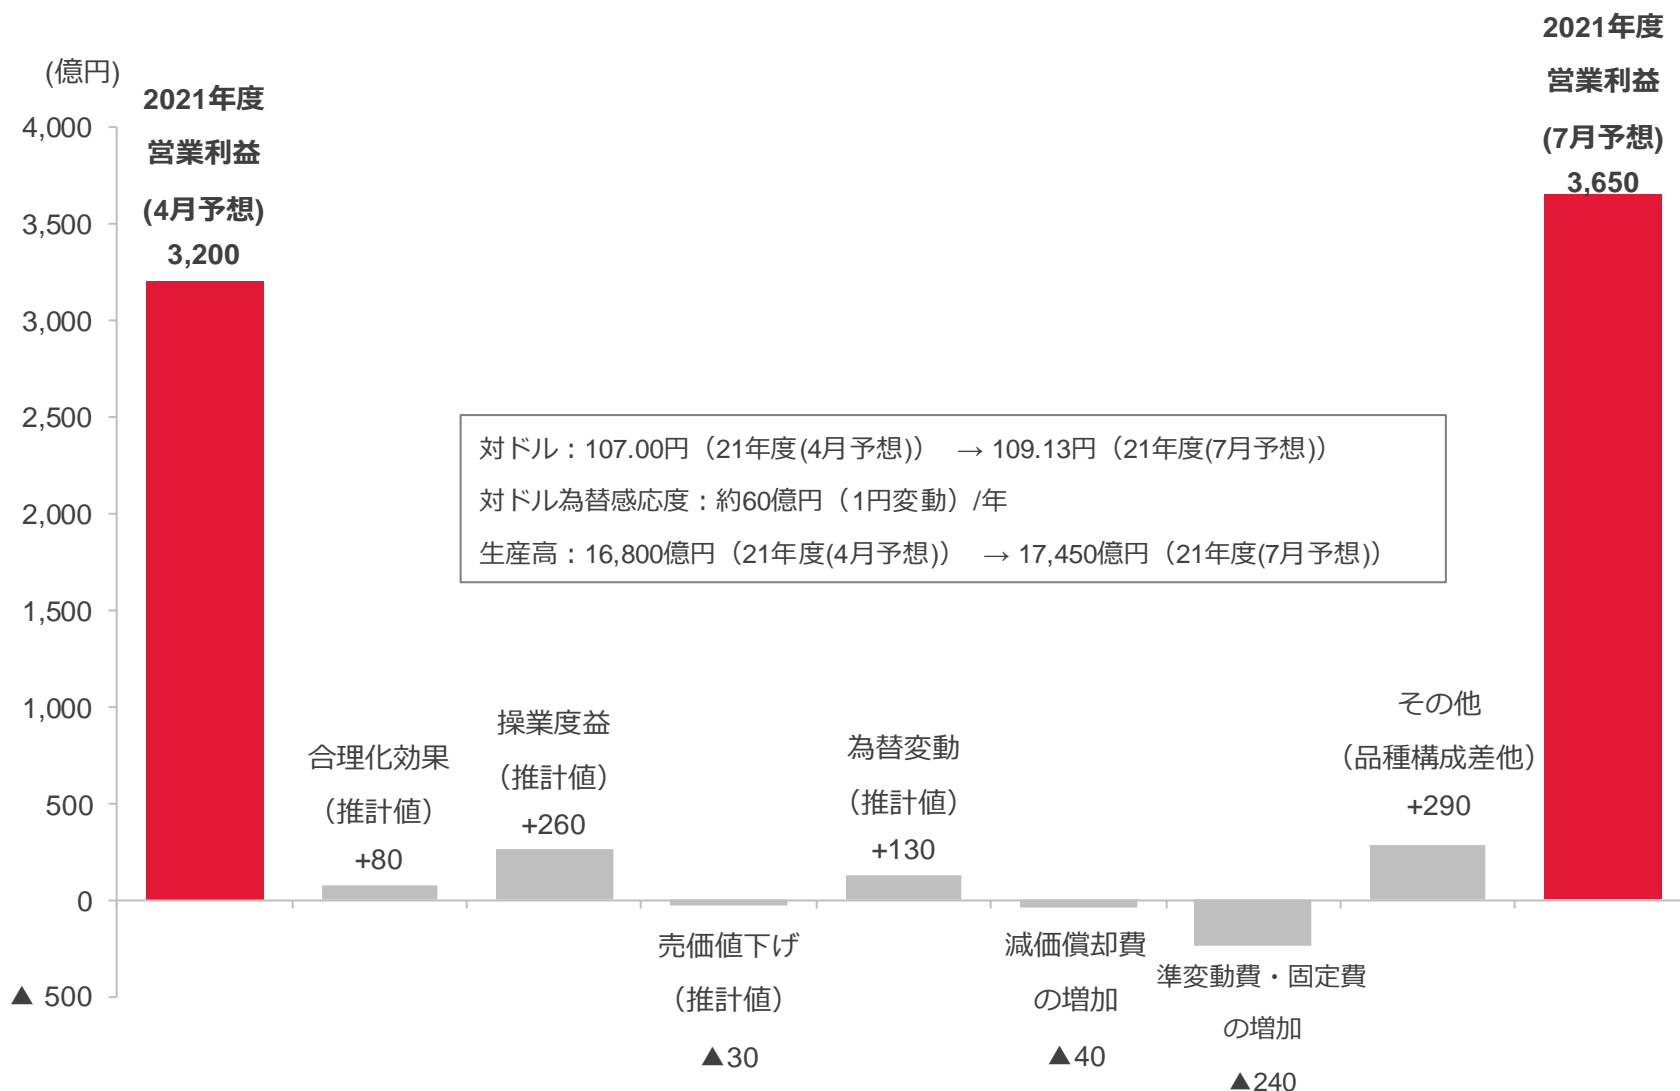 (億円)
2021年度
営業利益
(4月予想)
3,200
2021年度
営業利益
(7月予想)
3,650
4,000
3,500
3,000
2,500
2,000
1,500
1,000
500
0
▲ 500
対ドル：107.00円（21年度(4月予想)） → 109.13円（21年度(7月予想)）
対ドル為替感応度：約60億円（1円変動）/年
生産高：16,800億円（21年度(4月予想)） → 17,450億円（21年度(7月予想)）
合理化効果
（推計値）
+80
操業度益
（推計値）
+260
売価値下げ
（推計値）
▲30
為替変動
（推計値）
+130
減価償却費
の増加
▲40
準変動費・固定費
の増加
▲240
その他
（品種構成差他）
+290